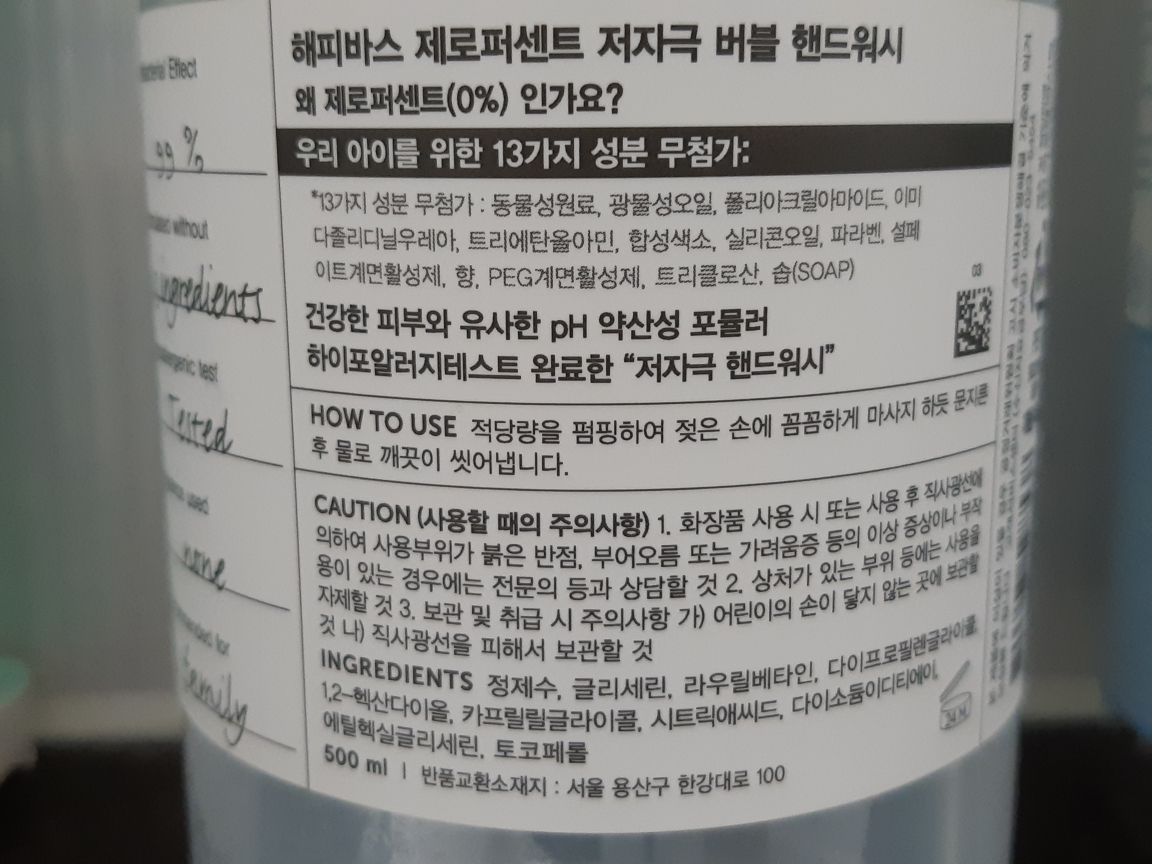 해피바스 제로퍼센트 저자극 버블 핸드워시
왜 제로퍼센트(0%) 인가요?
우리 아이를 위한 13가지 성분 무첨가:
*13가지 성분 무첨가 : 동물성원료, 광물성오일, 폴리아크릴아마이드, 이미
다졸리디닐우레아, 트리에탄올아민, 합성색소, 실리콘오일, 파라벤, 설페
이트계면활성제, 향, PEG계면활성제, 트리클로산, 솝(SOAP)
건강한 피부와 유사한 pH 약산성 포뮬러
하이포알러지테스트 완료한 “저자극 핸드워시”
03
HOW TO USE 적당량을 펌핑하여 젖은 손에 꼼꼼하게 마사지 하듯 문지른
후 물로 깨끗이 씻어냅니다.
CAUTION (사용할 때의 주의사항) 1. 화장품 사용 시 또는 사용 후 직사광선에
의하여 사용부위가 붉은 반점, 부어오름 또는 가려움증 등의 이상 증상이나 부작
용이 있는 경우에는 전문의 등과 상담할 것 2. 상처가 있는 부위 등에는 사용을
자제할 것 3. 보관 및 취급 시 주의사항 가) 어린이의 손이 닿지 않는 곳에 보관할
것 나) 직사광선을 피해서 보관할 것
INGREDIENTS 정제수, 글리세린, 라우릴베타인, 다이프로필렌글라이콜,
1,2-헥산다이올, 카프릴릴글라이콜, 시트릭애씨드, 다이소듐이디티에이,
에틸헥실글리세린, 토코페롤
24 M
500 ml | 반품교환소재지 : 서울 용산구 한강대로 100
Effect
99 %
without
ingredients
test
Tested
used
none
for
family